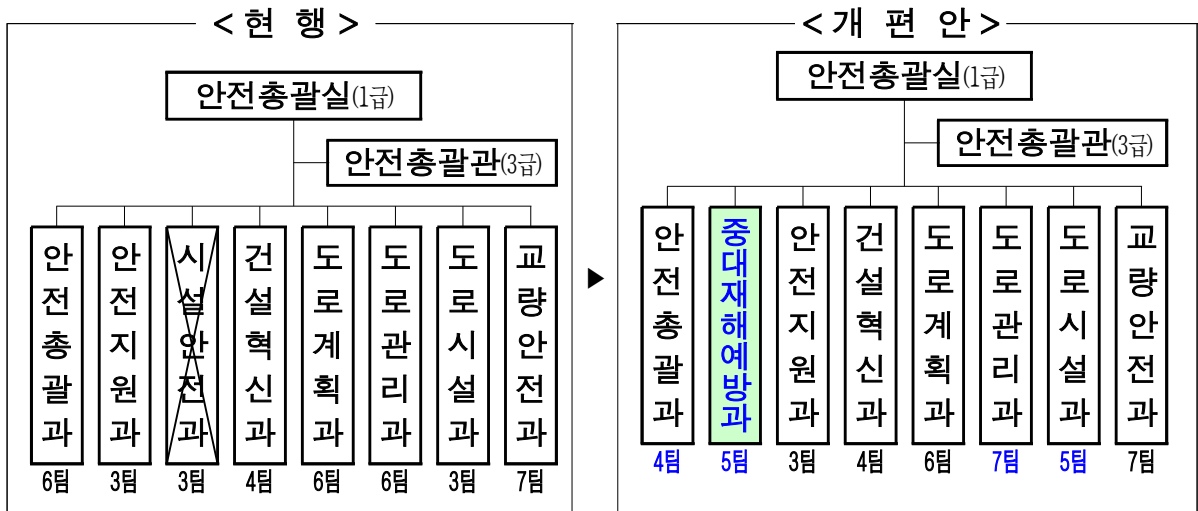 < 현 행 >
안전총괄실(1급)
안전총괄관(3급)
안전총괄과
6팀
안전지원과
3팀
시설안전과
3팀
건설혁신과
4팀
도로계획과
6팀
도로관리과
6팀
도로시설과
3팀
교량안전과
7팀
▶
< 개 편 안 >
안전총괄실(1급)
안전총괄관(3급)
안전총괄과
4팀
중대재해예방과
5팀
안전지원과
3팀
건설혁신과
4팀
도로계획과
6팀
도로관리과
7팀
도로시설과
5팀
교량안전과
7팀